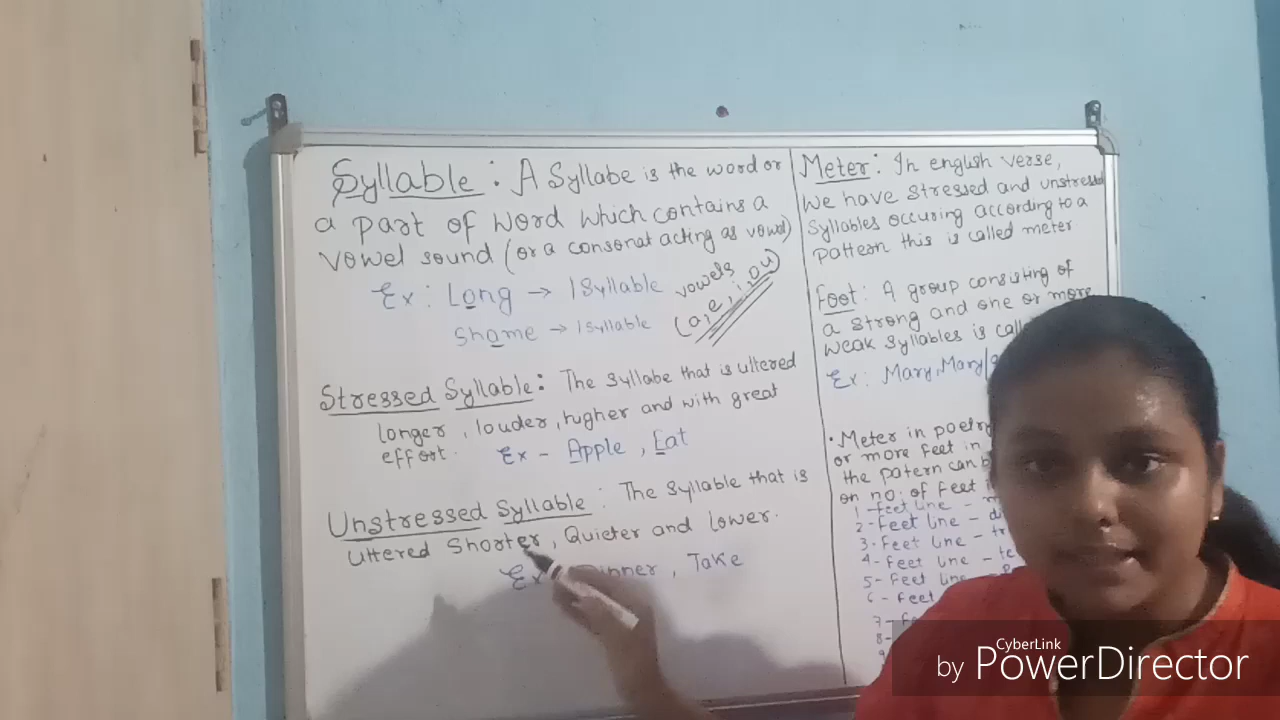 Syllable : A Syllabe is the word or
a part of word which contains a
vowel sound (or a consonat acting as vowel)
Ex : Long → 1 Syllable
Shame → 1 syllable
vowels
(a, e, i, o u)
Stressed Syllable : The syllabe that is uttered
longer, louder, higher and with great
effort. Ex - Apple, Eat
Unstressed Syllable : The syllable that is
uttered shorter, Quieter and lower.
Ex Dinner, Take
Meter : In english verse,
we have stressed and unstressed
syllables occuring according to a
pattern this is called meter
Foot : A group consisting of
a strong and one or more
weak syllables is
Ex : Mary, Mary/
• Meter in poetry
or more feet in
the patern can
on no. of feet
1 - feet line -
2 - feet line -
3 - feet line -
4 - feet line -
5 - feet line -
6 - feet
7 -
8 -
9
CyberLink
by PowerDirector